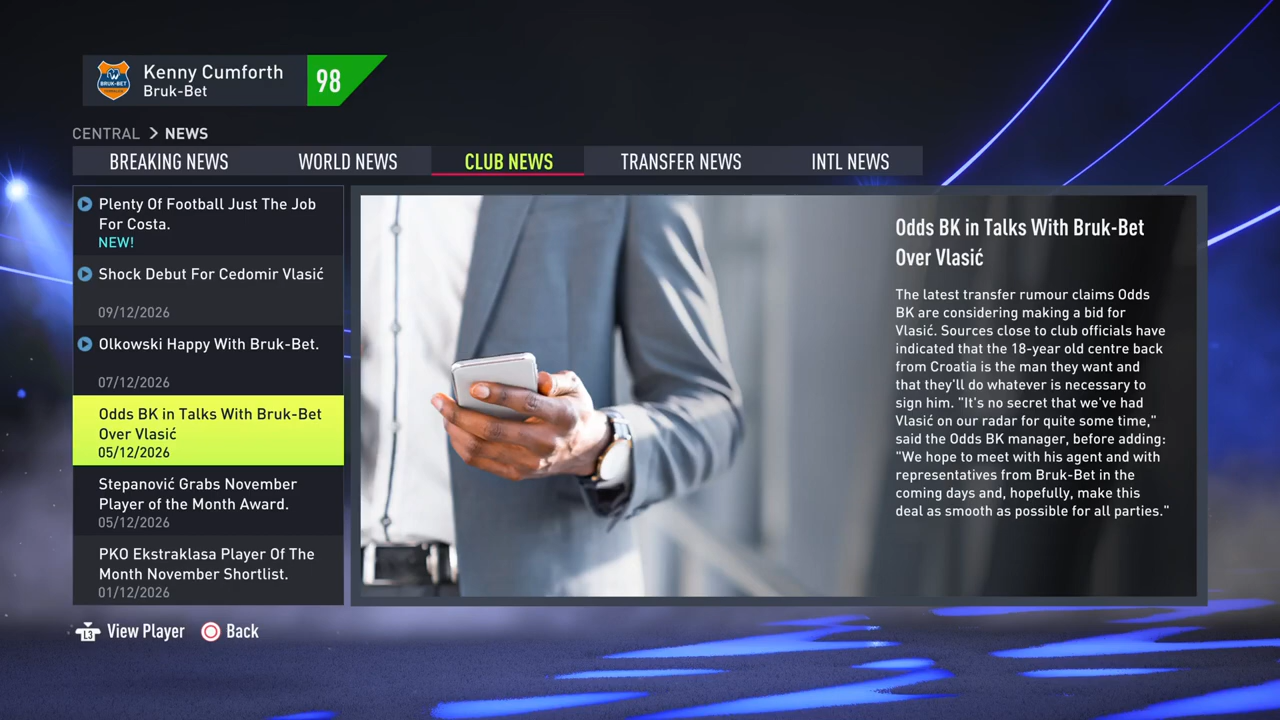 Kenny Cumforth
Bruk-Bet
98
BRUK-BET
CENTRAL > NEWS
BREAKING NEWS
WORLD NEWS
CLUB NEWS
TRANSFER NEWS
INTL NEWS
Plenty Of Football Just The Job
For Costa.
NEW!
Shock Debut For Cedomir Vlasić
09/12/2026
Olkowski Happy With Bruk-Bet.
07/12/2026
Odds BK in Talks With Bruk-Bet
Over Vlasić
05/12/2026
Stepanović Grabs November
Player of the Month Award.
05/12/2026
PKO Ekstraklasa Player Of The
Month November Shortlist.
01/12/2026
Odds BK in Talks With Bruk-Bet
Over Vlasić
The latest transfer rumour claims Odds
BK are considering making a bid for
Vlasić. Sources close to club officials have
indicated that the 18-year old centre back
from Croatia is the man they want and
that they'll do whatever is necessary to
sign him. "It's no secret that we've had
Vlasić on our radar for quite some time,"
said the Odds BK manager, before adding:
"We hope to meet with his agent and with
representatives from Bruk-Bet in the
coming days and, hopefully, make this
deal as smooth as possible for all parties."
L3 View Player
Back